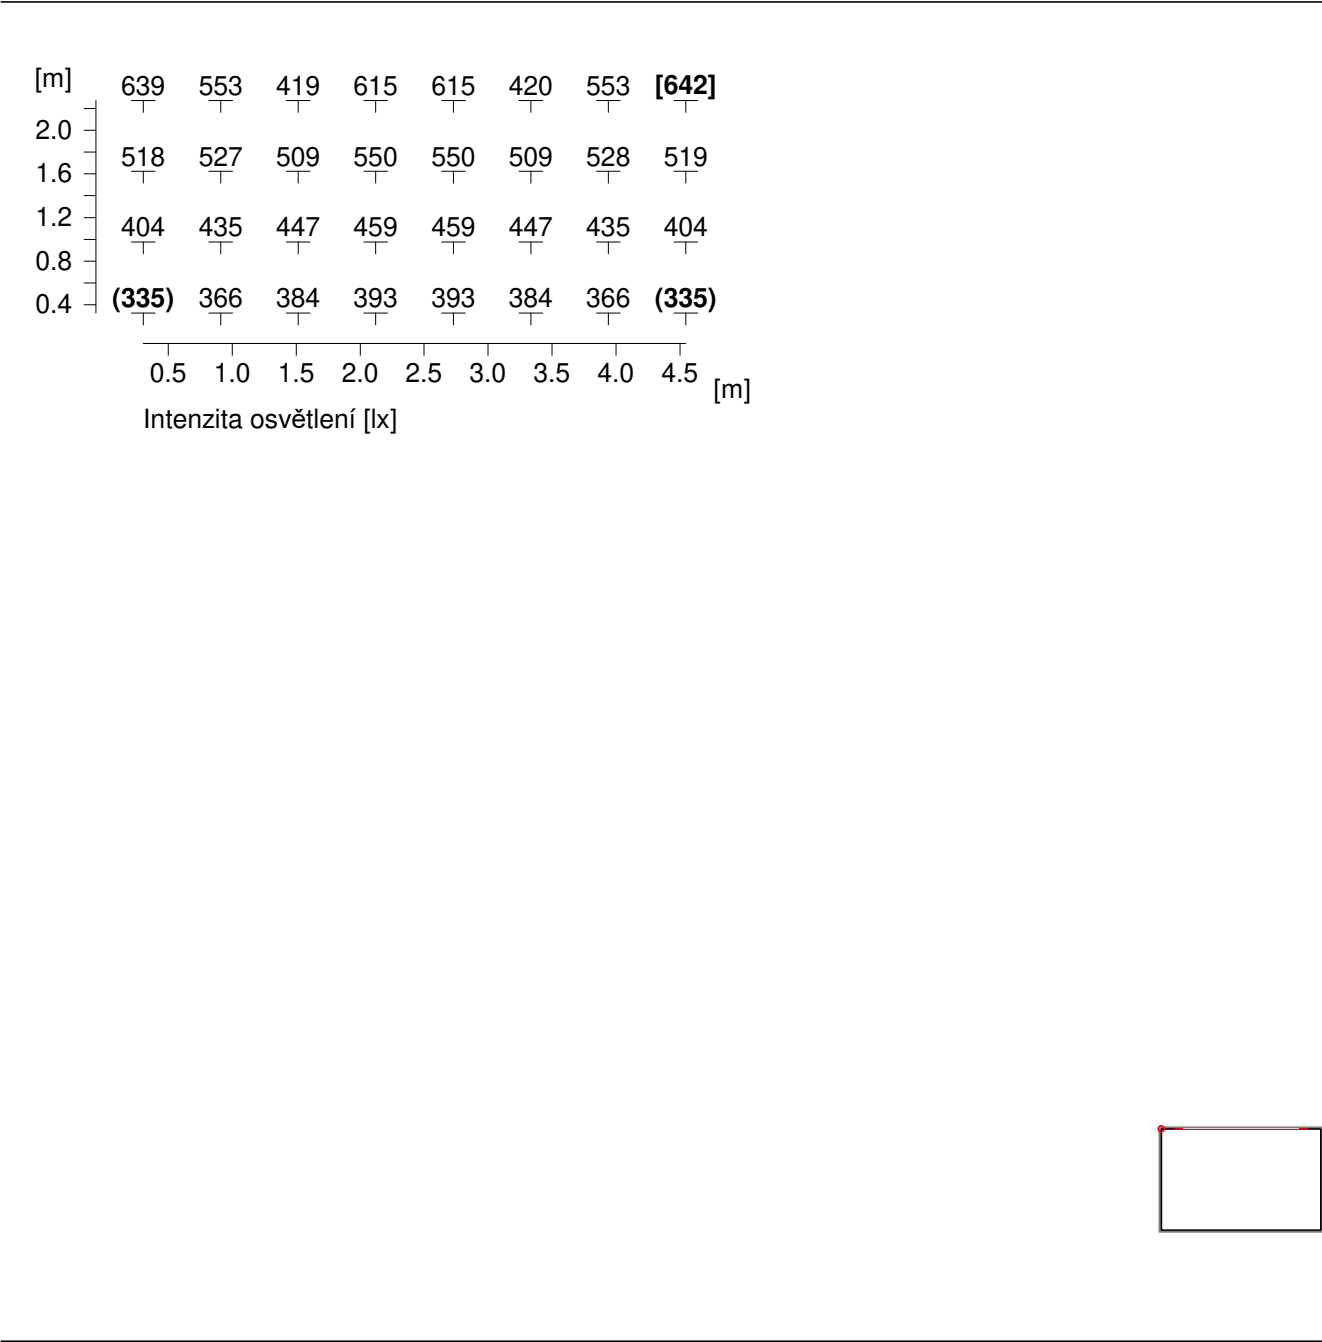 [m] 639 553 419 615 615 420 553 [642]
2.0
518 527 509 550 550 509 528 519
1.6
1.2
404 435 447 459 459 447 435 404
0.8
0.4 (335) 366 384 393 393 384 366 (335)
0.5 1.0 1.5 2.0 2.5 3.0 3.5 4.0 4.5 [m]
Intenzita osvětlení [lx]